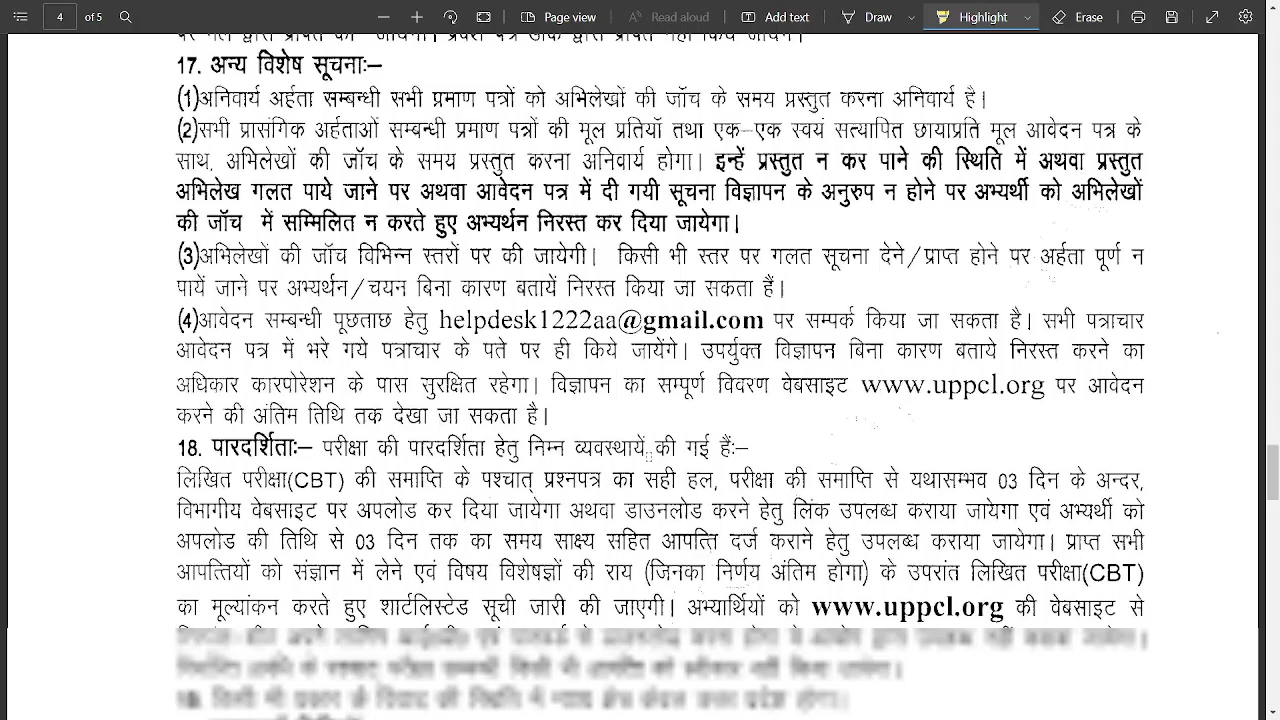 4 of 5 Page view Read aloud Add text Draw Highlight Erase
पर मेल द्वारा प्राप्त की जायेगी। प्रवेश पत्र डाक द्वारा प्राप्त नहीं किये जायेंगे।
17. अन्य विशेष सूचनाः–
(1)अनिवार्य अर्हता सम्बन्धी सभी प्रमाण पत्रों को अभिलेखों की जॉच के समय प्रस्तुत करना अनिवार्य है।
(2)सभी प्रासंगिक अर्हताओं सम्बन्धी प्रमाण पत्रों की मूल प्रतियॉ तथा एक–एक स्वयं सत्यापित छायाप्रति मूल आवेदन पत्र के
साथ, अभिलेखों की जॉच के समय प्रस्तुत करना अनिवार्य होगा। इन्हें प्रस्तुत न कर पाने की स्थिति में अथवा प्रस्तुत
अभिलेख गलत पाये जाने पर अथवा आवेदन पत्र में दी गयी सूचना विज्ञापन के अनुरुप न होने पर अभ्यर्थी को अभिलेखों
की जॉच में सम्मिलित न करते हुए अभ्यर्थन निरस्त कर दिया जायेगा।
(3)अभिलेखों की जॉच विभिन्न स्तरों पर की जायेगी। किसी भी स्तर पर गलत सूचना देने/प्राप्त होने पर अर्हता पूर्ण न
पायें जाने पर अभ्यर्थन/चयन बिना कारण बतायें निरस्त किया जा सकता हैं।
(4)आवेदन सम्बन्धी पूछताछ हेतु helpdesk1222aa@gmail.com पर सम्पर्क किया जा सकता है। सभी पत्राचार
आवेदन पत्र में भरे गये पत्राचार के पते पर ही किये जायेंगे। उपर्युक्त विज्ञापन बिना कारण बताये निरस्त करने का
अधिकार कारपोरेशन के पास सुरक्षित रहेगा। विज्ञापन का सम्पूर्ण विवरण वेबसाइट www.uppcl.org पर आवेदन
करने की अंतिम तिथि तक देखा जा सकता है।
18. पारदर्शिताः– परीक्षा की पारदर्शिता हेतु निम्न व्यवस्थायें की गई हैंः–
लिखित परीक्षा(CBT) की समाप्ति के पश्चात् प्रश्नपत्र का सही हल, परीक्षा की समाप्ति से यथासम्भव 03 दिन के अन्दर,
विभागीय वेबसाइट पर अपलोड कर दिया जायेगा अथवा डाउनलोड करने हेतु लिंक उपलब्ध कराया जायेगा एवं अभ्यर्थी को
अपलोड की तिथि से 03 दिन तक का समय साक्ष्य सहित आपत्ति दर्ज कराने हेतु उपलब्ध कराया जायेगा। प्राप्त सभी
आपत्तियों को संज्ञान में लेने एवं विषय विशेषज्ञों की राय (जिनका निर्णय अंतिम होगा) के उपरांत लिखित परीक्षा(CBT)
का मूल्यांकन करते हुए शार्टलिस्टेड सूची जारी की जाएगी। अभ्यार्थियों को www.uppcl.org की वेबसाइट से